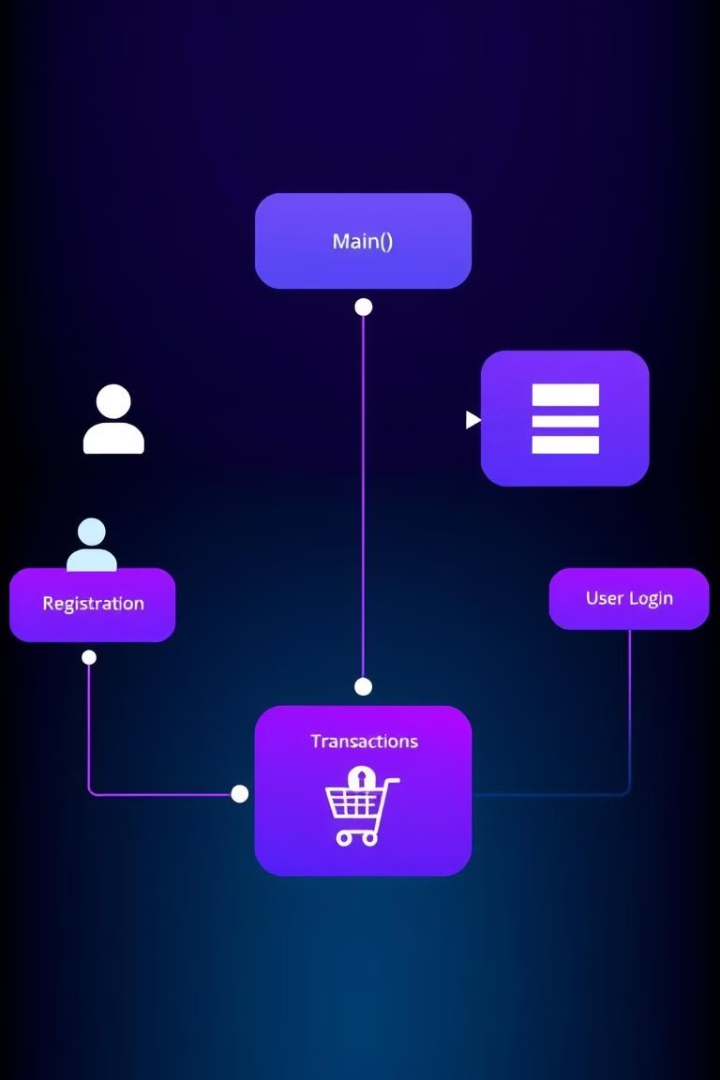 Main()
Registration
User Login
Transactions